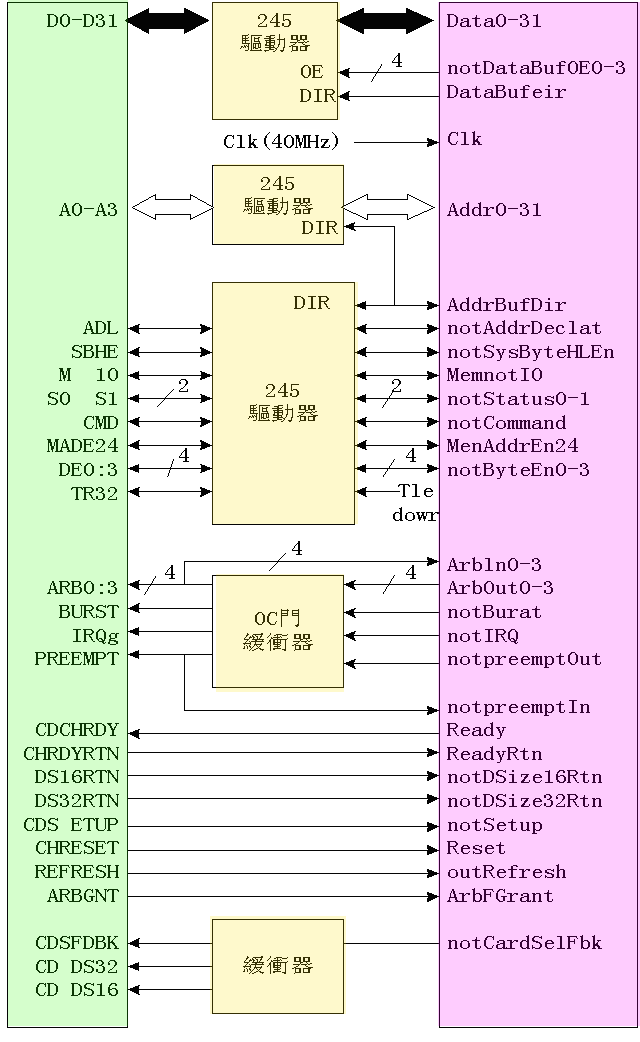 D0-D31 245 Data0-31
驅動器
OE 4 notDataBufOE0-3
DIR DataBufeir
Clk(40MHz) Clk
245
A0-A3 驅動器 Addr0-31
DIR
DIR AddrBufDir
ADL notAddrDeclat
SBHE notSysByteHLEn
M IO MemnotIO
S0 S1 2 245 2 notStatus0-1
CMD 驅動器 notCommand
MADE24 MenAddrEn24
DE0:3 4 4 notByteEn0-3
TR32 Tle
dowr
4 ArbIn0-3
ARB0:3 4 4 ArbOut0-3
BURST OC門 notBurat
IRQg 緩衝器 notIRQ
PREEMPT notpreemptOut
notpreemptIn
CDCHRDY Ready
CHRDYRTN ReadyRtn
DS16RTN notDSize16Rtn
DS32RTN notDSize32Rtn
CDS ETUP notSetup
CHRESET Reset
REFRESH outRefresh
ARBGNT ArbFGrant
CDSFDBK notCardSelFbk
CD DS32 緩衝器
CD DS16